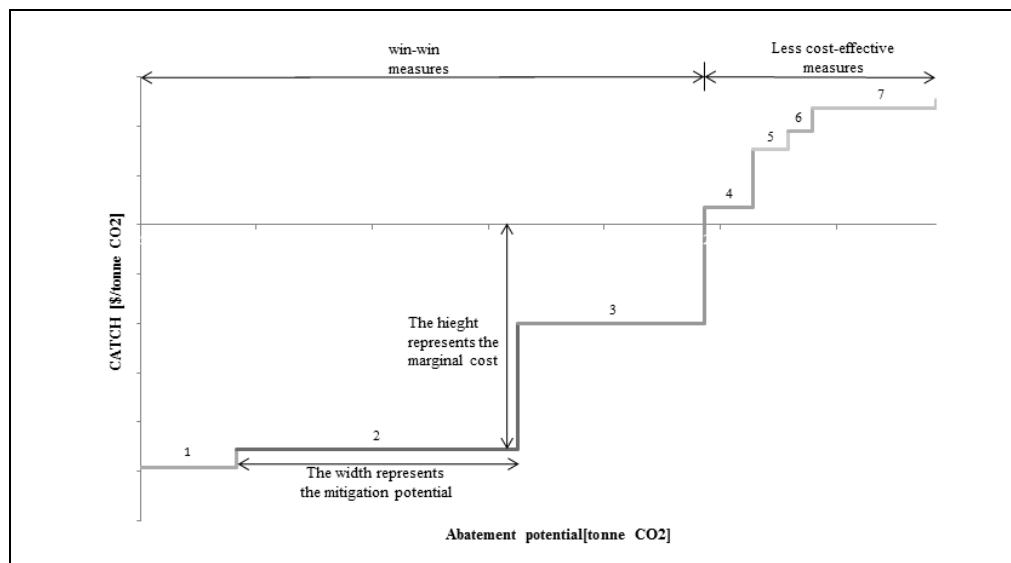 win-win
measures
Less cost-effective
measures
7
6
5
4
CATCH [$/tonne CO2]
3
The hieght
represents the
marginal cost
2
1
The width represents
the mitigation potential
Abatement potential[tonne CO2]